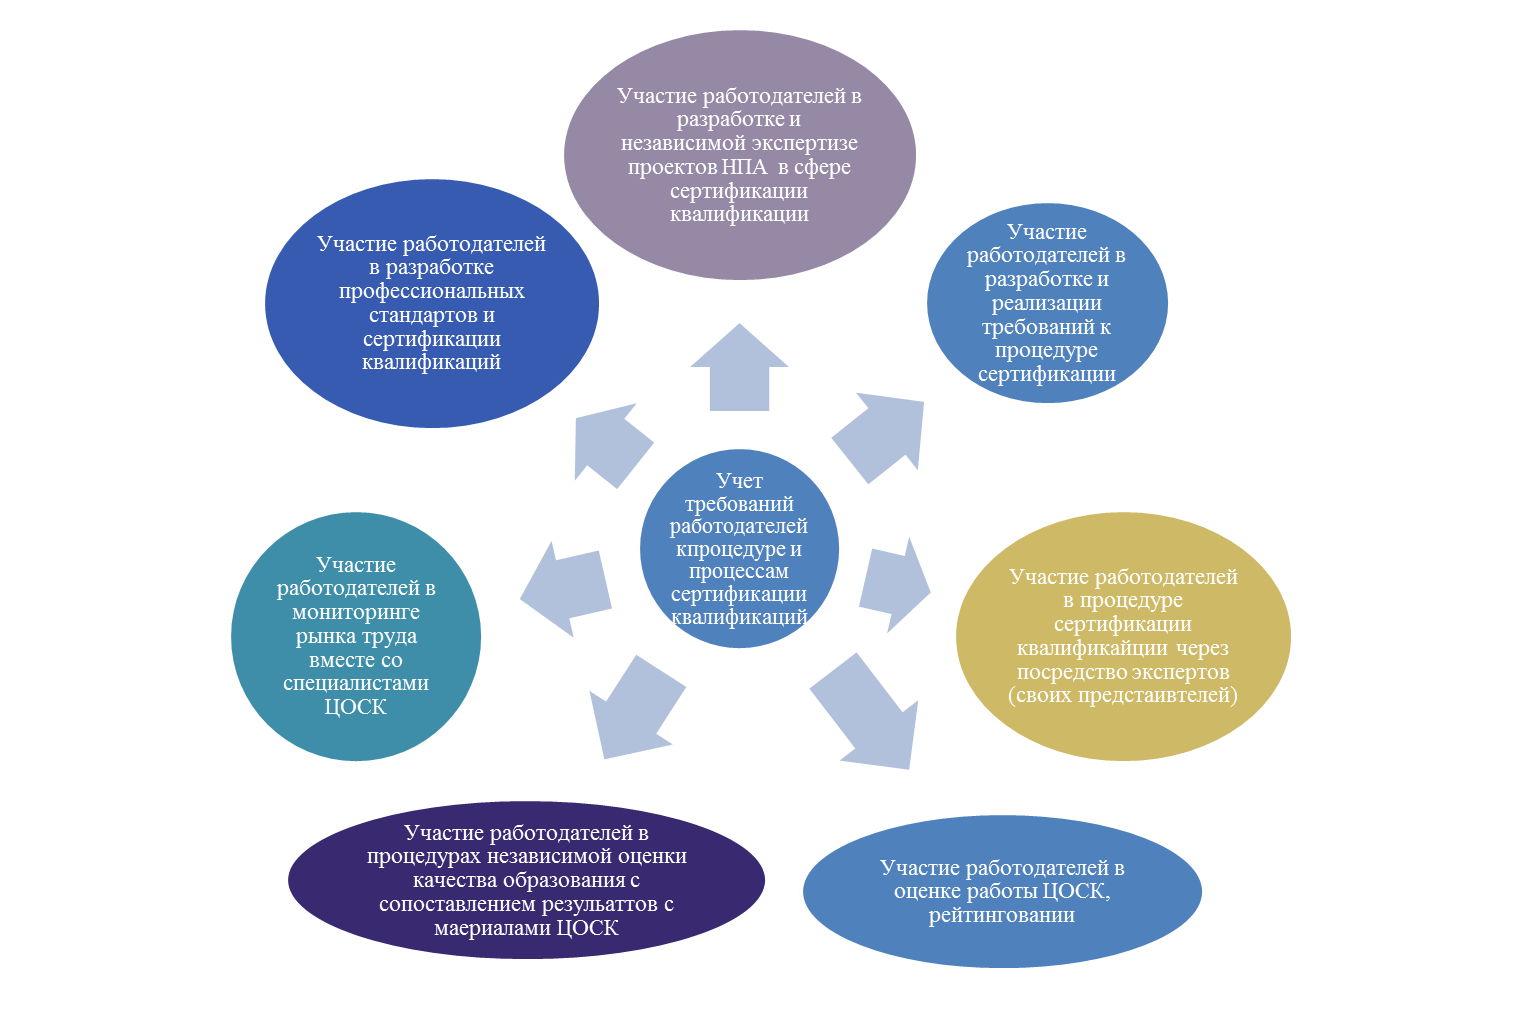 Участие работодателей в
разработке и
независимой экспертизе
проектов НПА в сфере
сертификации
квалификации
Участие
работодателей в
разработке и
реализации
требований к
процедуре
сертификации
Участие работодателей
в процедуре
сертификации
квалификайции через
посредство экспертов
(своих предстаивтелей)
Участие работодателей в
оценке работы ЦОСК,
рейтинговании
Участие работодателей в
процедурах независимой оценки
качества образования с
сопоставлением резульаттов с
маериалами ЦОСК
Участие
работодателей в
мониторинге
рынка труда
вместе со
специалистами
ЦОСК
Участие работодателей
в разработке
профессиональных
стандартов и
сертификации
квалификаций
Учет
требований
работодателей
кпроцедуре и
процессам
сертификации
квалификаций